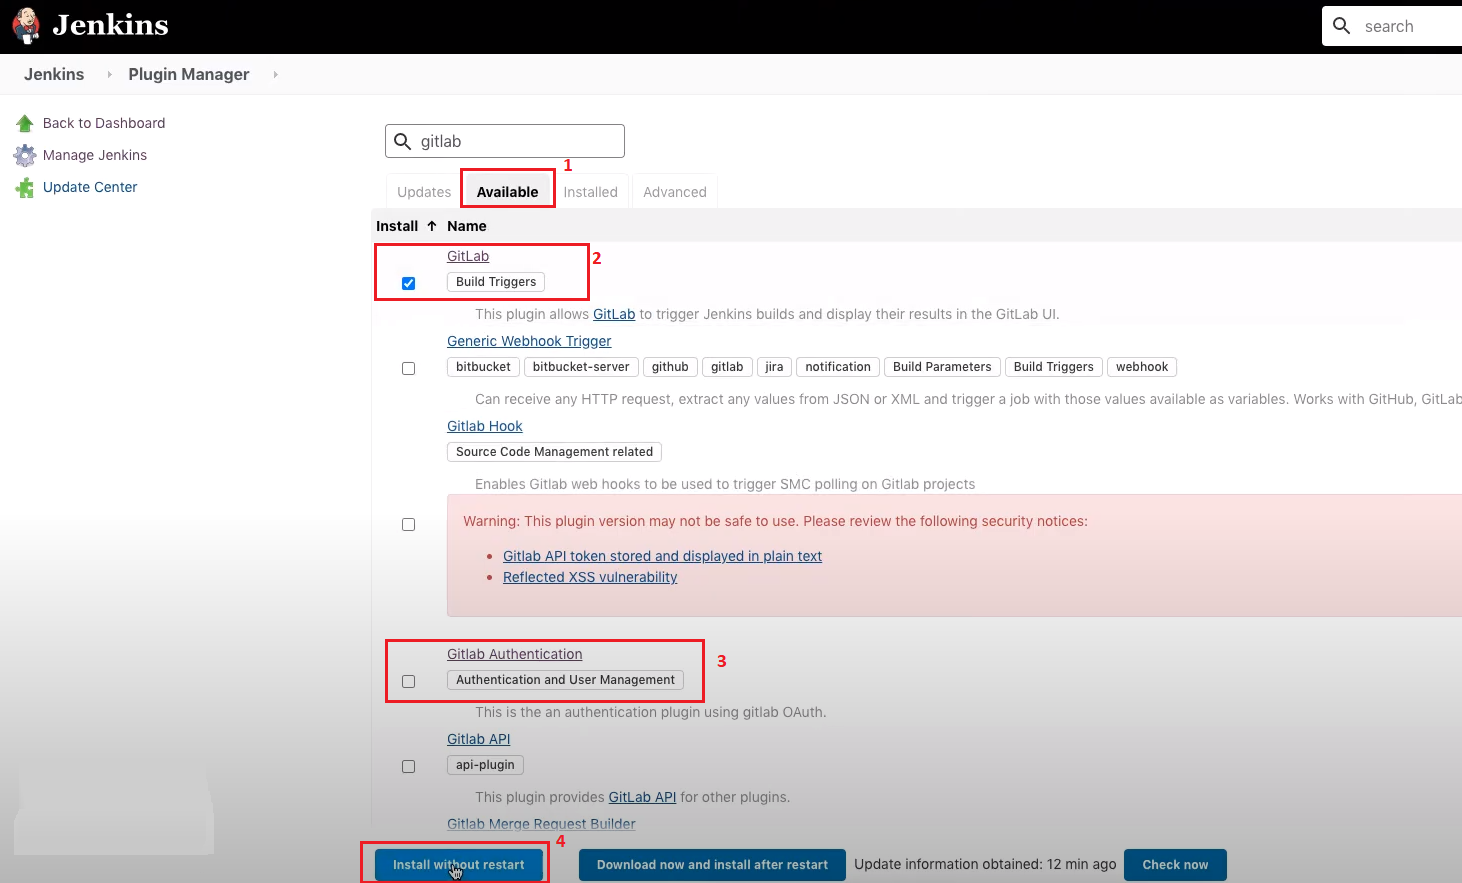 Jenkins
search
Jenkins
Plugin Manager
Back to Dashboard
Manage Jenkins
Update Center
gitlab
1
Updates
Available
Installed
Advanced
Install ↑ Name
GitLab
2
Build Triggers
This plugin allows GitLab to trigger Jenkins builds and display their results in the GitLab UI.
Generic Webhook Trigger
bitbucket bitbucket-server github gitlab jira notification Build Parameters Build Triggers webhook
Can receive any HTTP request, extract any values from JSON or XML and trigger a job with those values available as variables. Works with GitHub, GitLab
Gitlab Hook
Source Code Management related
Enables Gitlab web hooks to be used to trigger SMC polling on Gitlab projects
Warning: This plugin version may not be safe to use. Please review the following security notices:
• Gitlab API token stored and displayed in plain text
• Reflected XSS vulnerability
Gitlab Authentication
3
Authentication and User Management
This is the an authentication plugin using gitlab OAuth.
Gitlab API
api-plugin
This plugin provides GitLab API for other plugins.
Gitlab Merge Request Builder
4
Install without restart
Download now and install after restart
Update information obtained: 12 min ago
Check now